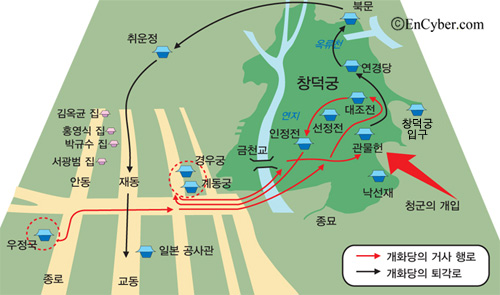 북문
©EnCyber.com
취운정
옥류천
연경당
창덕궁
김옥균 집
홍영식 집
박규수 집
서광범 집
연지
대조전
창덕궁
입구
인정전
선정전
금천교
관물헌
경우궁
계동궁
안동
재동
낙선재
청군의 개입
종묘
우정국
일본 공사관
종로
교동
개화당의 거사 행로
개화당의 퇴각로